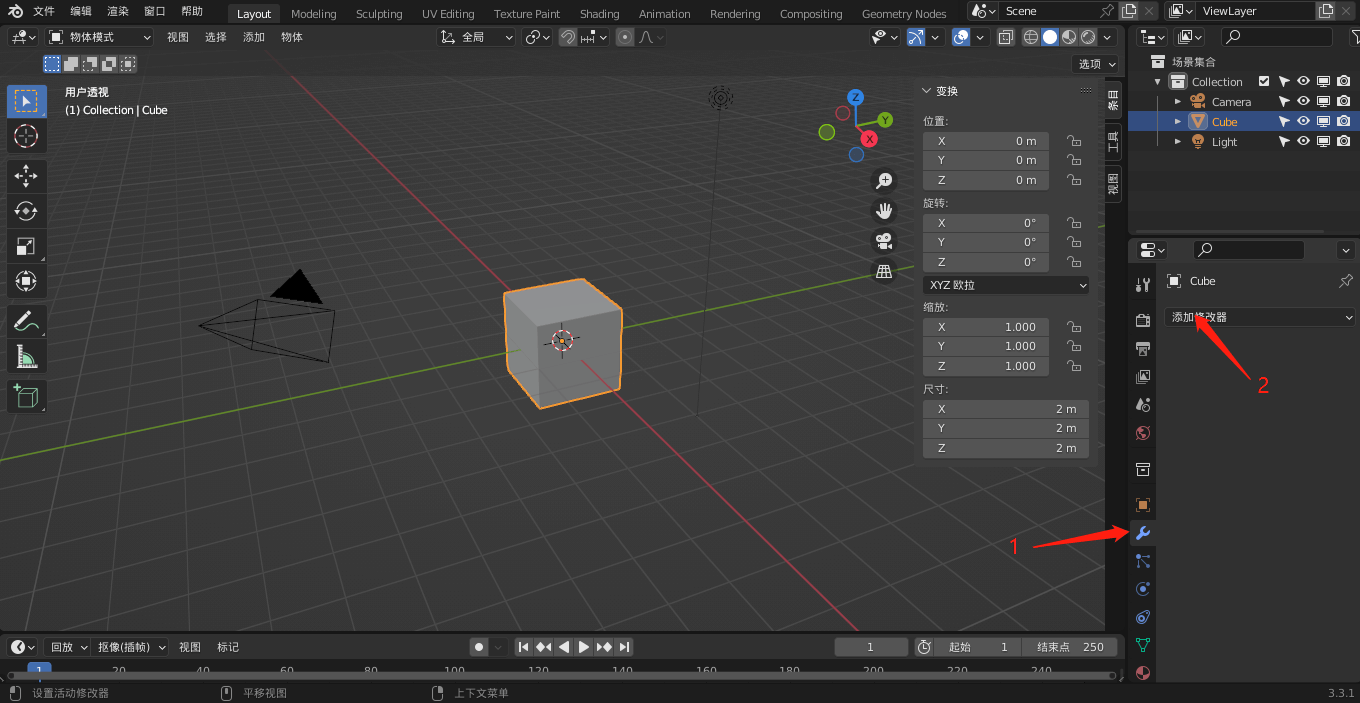 文件 编辑 渲染 窗口 帮助 Layout Modeling Sculpting UV Editing Texture Paint Shading Animation Rendering Compositing Geometry Nodes Scene ViewLayer
物体模式 视图 选择 添加 物体 全局
选项
用户透视
(1) Collection | Cube
Z
Y
X
条目
工具
视图
变换
位置:
X 0 m
Y 0 m
Z 0 m
旋转:
X 0°
Y 0°
Z 0°
XYZ 欧拉
缩放:
X 1.000
Y 1.000
Z 1.000
尺寸:
X 2 m
Y 2 m
Z 2 m
场景集合
Collection
Camera
Cube
Light
Cube
添加修改器
2
1
回放 抠像(插帧) 视图 标记 1 起始 1 结束点 250
1 20 40 60 80 100 120 140 160 180 200 220 240
设置活动修改器 平移视图 上下文菜单 3.3.1